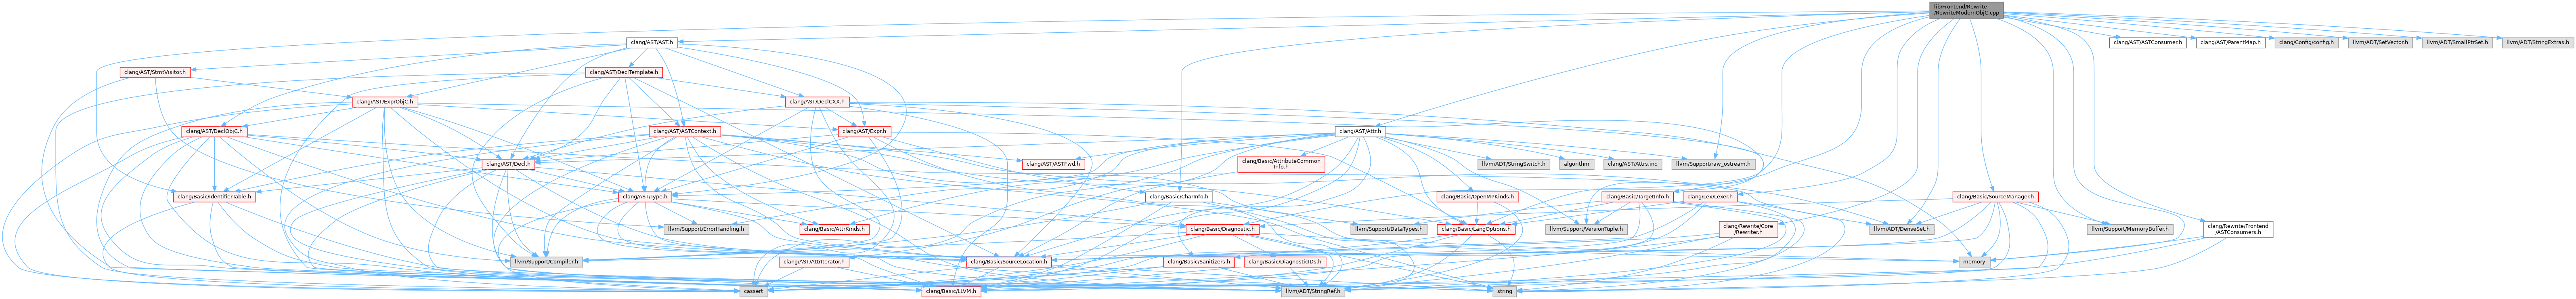 lib/Frontend/Rewrite
/RewriteModernObjC.cpp
clang/AST/AST.h
clang/AST/ASTConsumer.h
clang/AST/ParentMap.h
clang/Config/config.h
llvm/ADT/SetVector.h
llvm/ADT/SmallPtrSet.h
llvm/ADT/StringExtras.h
clang/AST/StmtVisitor.h
clang/AST/DeclTemplate.h
clang/AST/ExprObjC.h
clang/AST/DeclCXX.h
clang/AST/DeclObjC.h
clang/AST/ASTContext.h
clang/AST/Expr.h
clang/AST/Attr.h
clang/AST/Decl.h
clang/AST/ASTFwd.h
clang/Basic/AttributeCommon
Info.h
llvm/ADT/StringSwitch.h
algorithm
clang/AST/Attrs.inc
llvm/Support/raw_ostream.h
clang/Basic/IdentifierTable.h
clang/AST/Type.h
clang/Basic/CharInfo.h
clang/Basic/OpenMPKinds.h
clang/Basic/TargetInfo.h
clang/Lex/Lexer.h
clang/Basic/SourceManager.h
llvm/Support/ErrorHandling.h
clang/Basic/AttrKinds.h
clang/Basic/Diagnostic.h
llvm/Support/DataTypes.h
clang/Basic/LangOptions.h
llvm/Support/VersionTuple.h
clang/Rewrite/Core
/Rewriter.h
llvm/ADT/DenseSet.h
llvm/Support/MemoryBuffer.h
clang/Rewrite/Frontend
/ASTConsumers.h
llvm/Support/Compiler.h
clang/AST/AttrIterator.h
clang/Basic/SourceLocation.h
clang/Basic/Sanitizers.h
clang/Basic/DiagnosticIDs.h
memory
cassert
clang/Basic/LLVM.h
llvm/ADT/StringRef.h
string